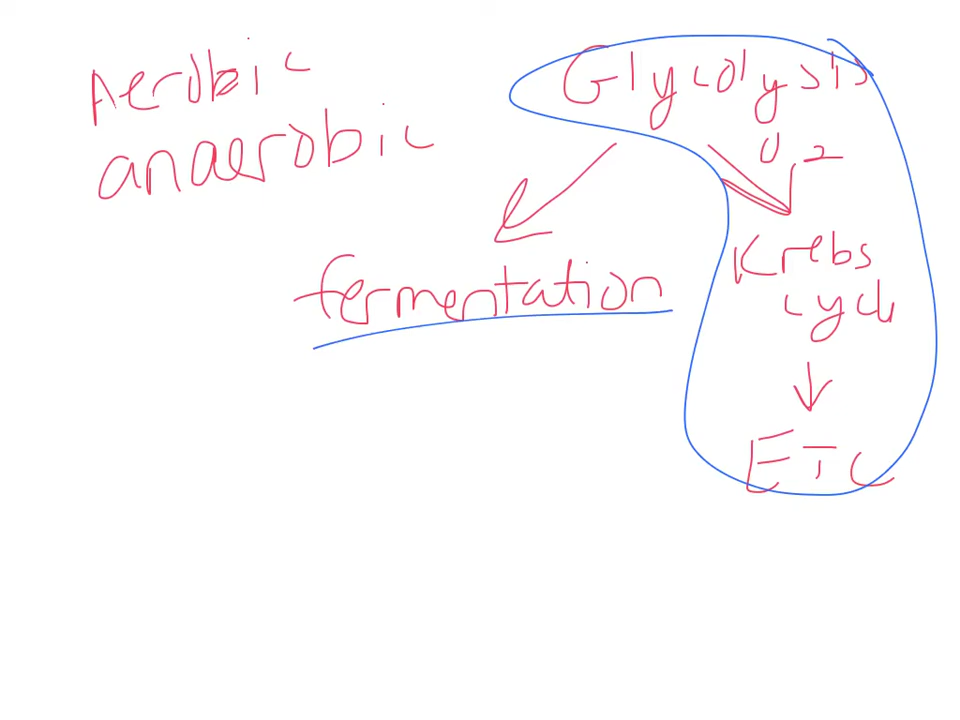 Aerobic
anaerobic
Glycolysis
O2
fermentation
Krebs
cycle
ETC